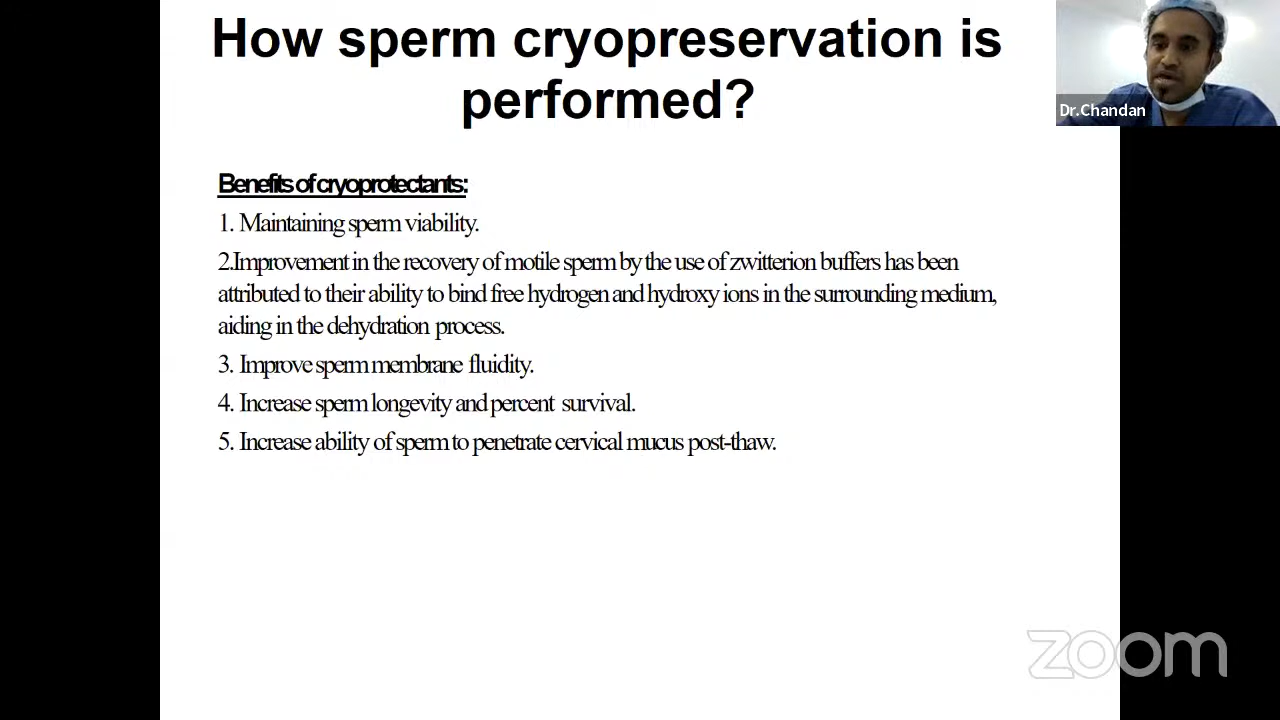 How sperm cryopreservation is
performed?
Dr.Chandan
Benefits of cryoprotectants:
1. Maintaining sperm viability.
2.Improvement in the recovery of motile sperm by the use of zwitterion buffers has been
attributed to their ability to bind free hydrogen and hydroxy ions in the surrounding medium,
aiding in the dehydration process.
3. Improve sperm membrane fluidity.
4. Increase sperm longevity and percent survival.
5. Increase ability of sperm to penetrate cervical mucus post-thaw.
zoom